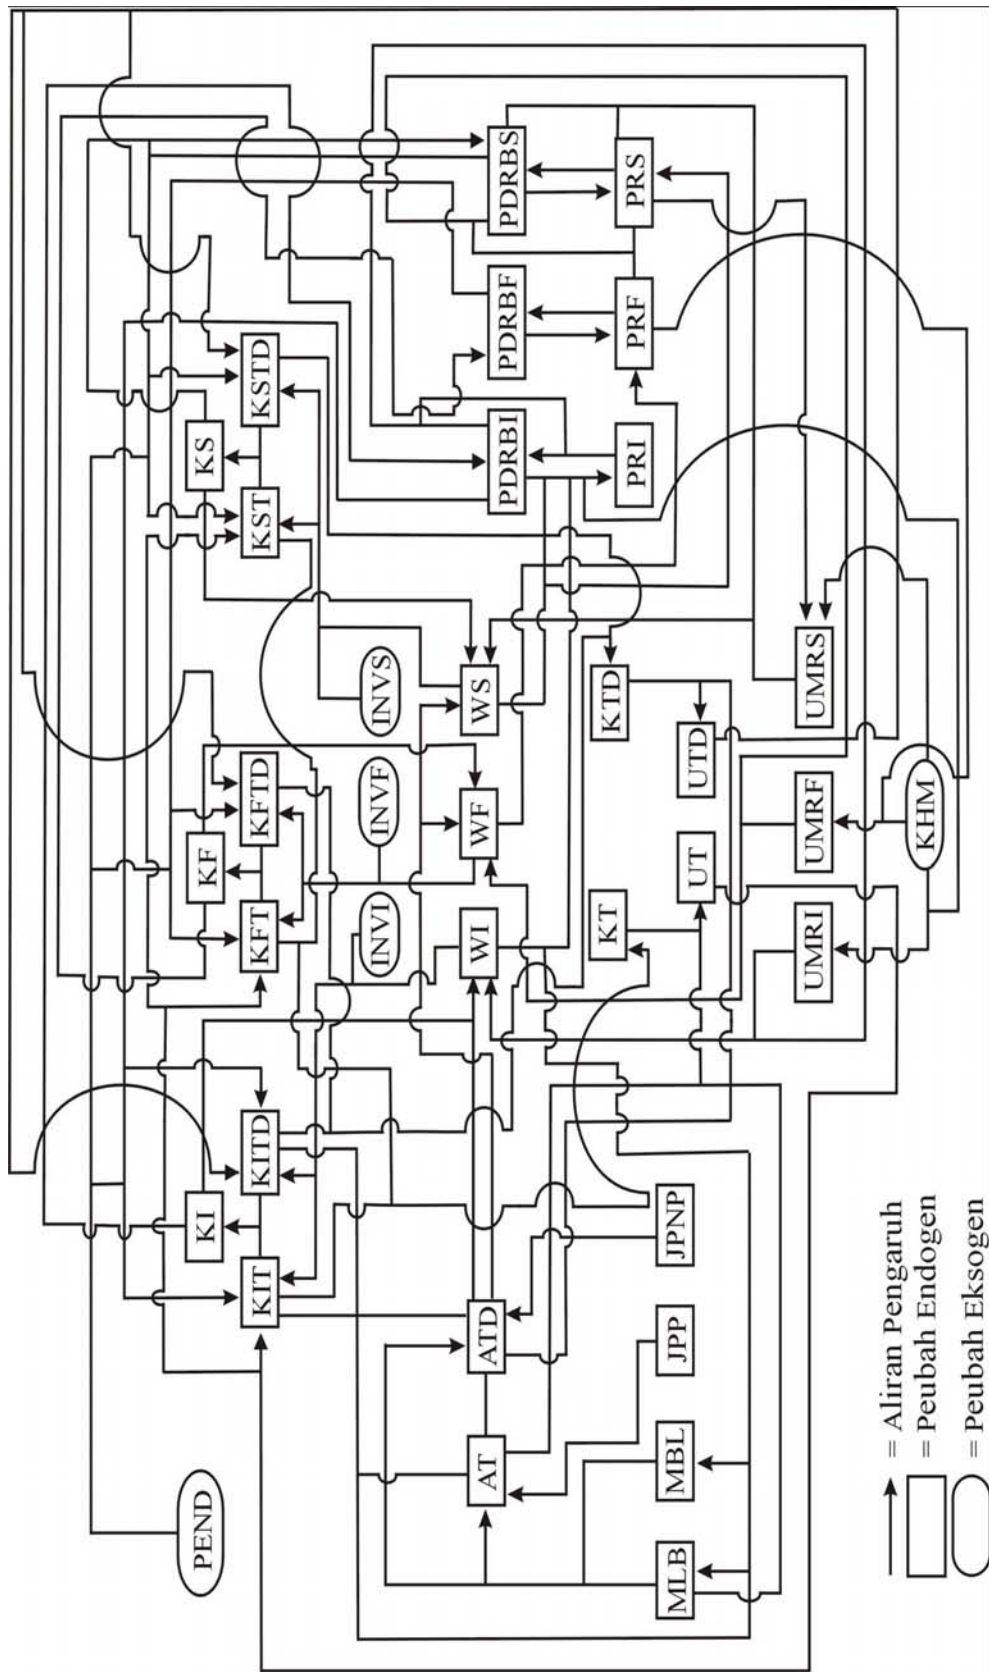 PEND
KI
KF
KS
KIT
KITD
KFT
KFTD
KST
KSTD
INVI
INVF
INVS
AT
ATD
WI
WF
WS
PDRBI
PDRBF
PDRBS
KT
KTD
PRI
PRF
PRS
MLB
MBL
JPP
JPNP
UT
UTD
UMRI
UMRF
UMRS
KHM
= Aliran Pengaruh
= Peubah Endogen
= Peubah Eksogen